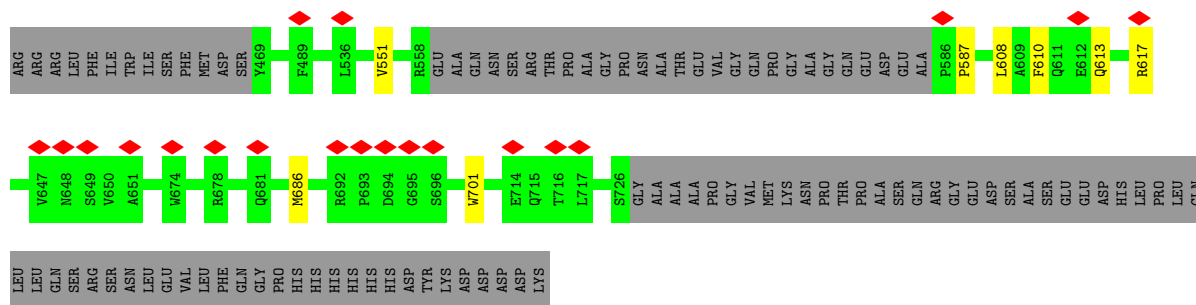 ARG ARG ARG LEU PHE ILE TRP ILE SER PHE MET ASP SER Y469 F489 L536 V551 R558 GLU ALA GLN ASN SER ARG THR PRO ALA GLY PRO ASN ALA THR GLU VAL GLY GLN PRO GLY ALA GLY GLN GLU ASP GLU ALA P586 P587 L608 A609 F610 Q611 E612 Q613 R617
V647 N648 S649 V650 A651 W674 R678 Q681 M686 R692 P693 D694 G695 S696 W701 E714 Q715 T716 L717 S726 GLY ALA ALA ALA PRO GLY VAL MET LYS ASN PRO THR PRO ALA SER GLN ARG GLY GLU ASP SER ALA SER GLU GLU ASP HIS LEU PRO LEU GLN
LEU LEU GLN SER ARG SER ASN LEU GLU VAL LEU PHE GLN GLY PRO HIS HIS HIS HIS HIS HIS ASP TYR LYS ASP ASP ASP ASP LYS